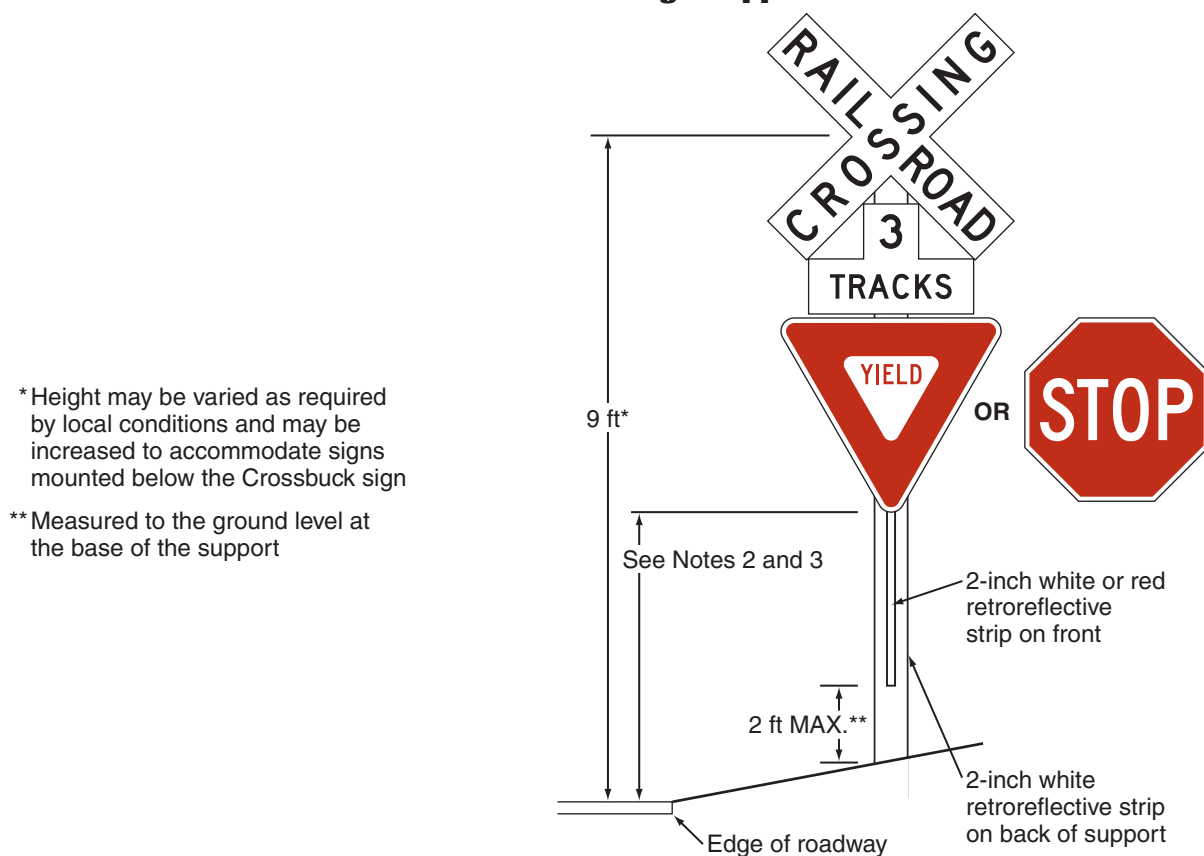 RAILROAD
CROSSING
3
TRACKS
YIELD
OR
STOP
9 ft*
* Height may be varied as required
by local conditions and may be
increased to accommodate signs
mounted below the Crossbuck sign
** Measured to the ground level at
the base of the support
See Notes 2 and 3
2-inch white or red
retroreflective
strip on front
2 ft MAX.**
2-inch white
retroreflective strip
on back of support
Edge of roadway